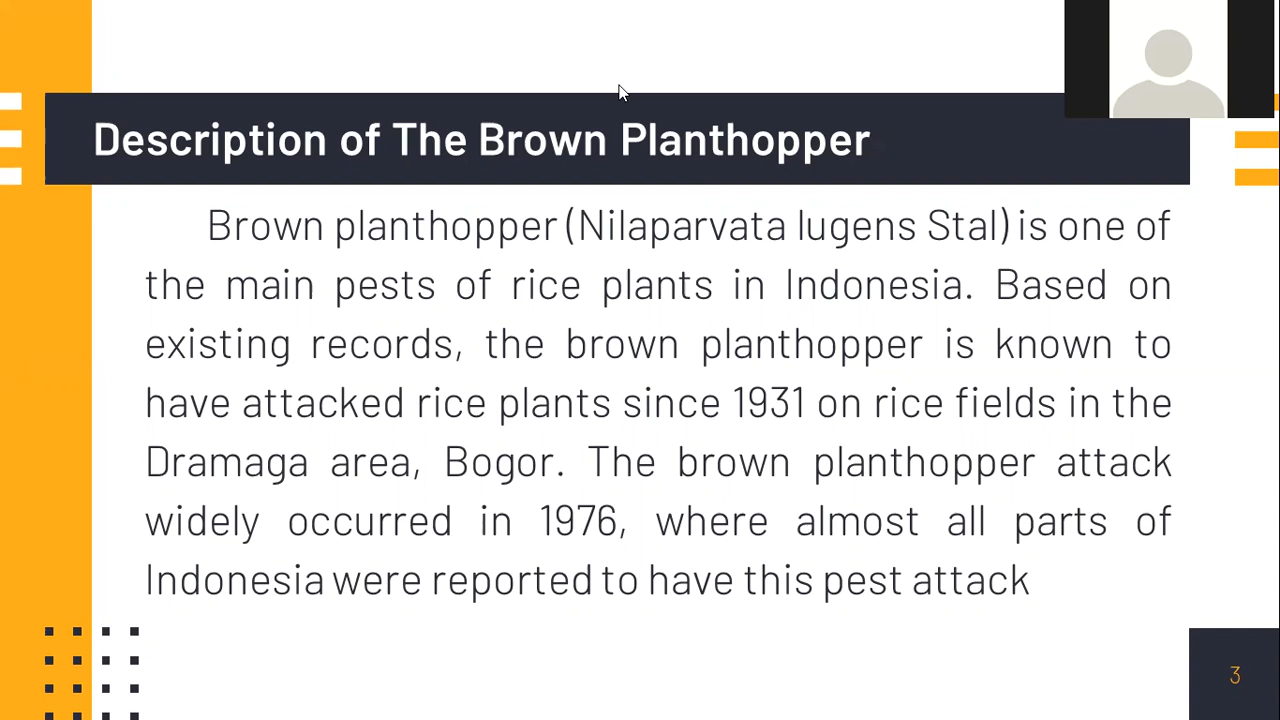 Description of The Brown Planthopper
Brown planthopper (Nilaparvata lugens Stal) is one of
the main pests of rice plants in Indonesia. Based on
existing records, the brown planthopper is known to
have attacked rice plants since 1931 on rice fields in the
Dramaga area, Bogor. The brown planthopper attack
widely occurred in 1976, where almost all parts of
Indonesia were reported to have this pest attack
3